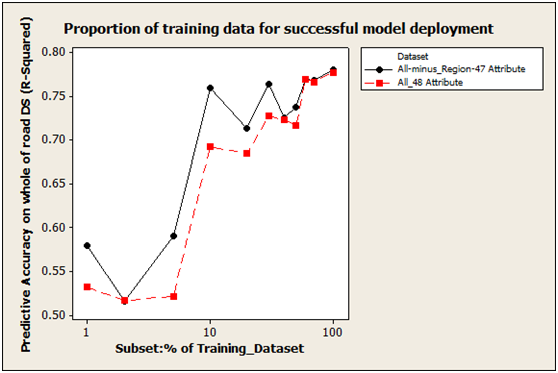 Proportion of training data for successful model deployment
Predictive Accuracy on whole of road DS (R-Squared)
0.80
0.75
0.70
0.65
0.60
0.55
0.50
1
10
100
Subset:% of Training_Dataset
Dataset
All-minus_Region-47 Attribute
All_48 Attribute